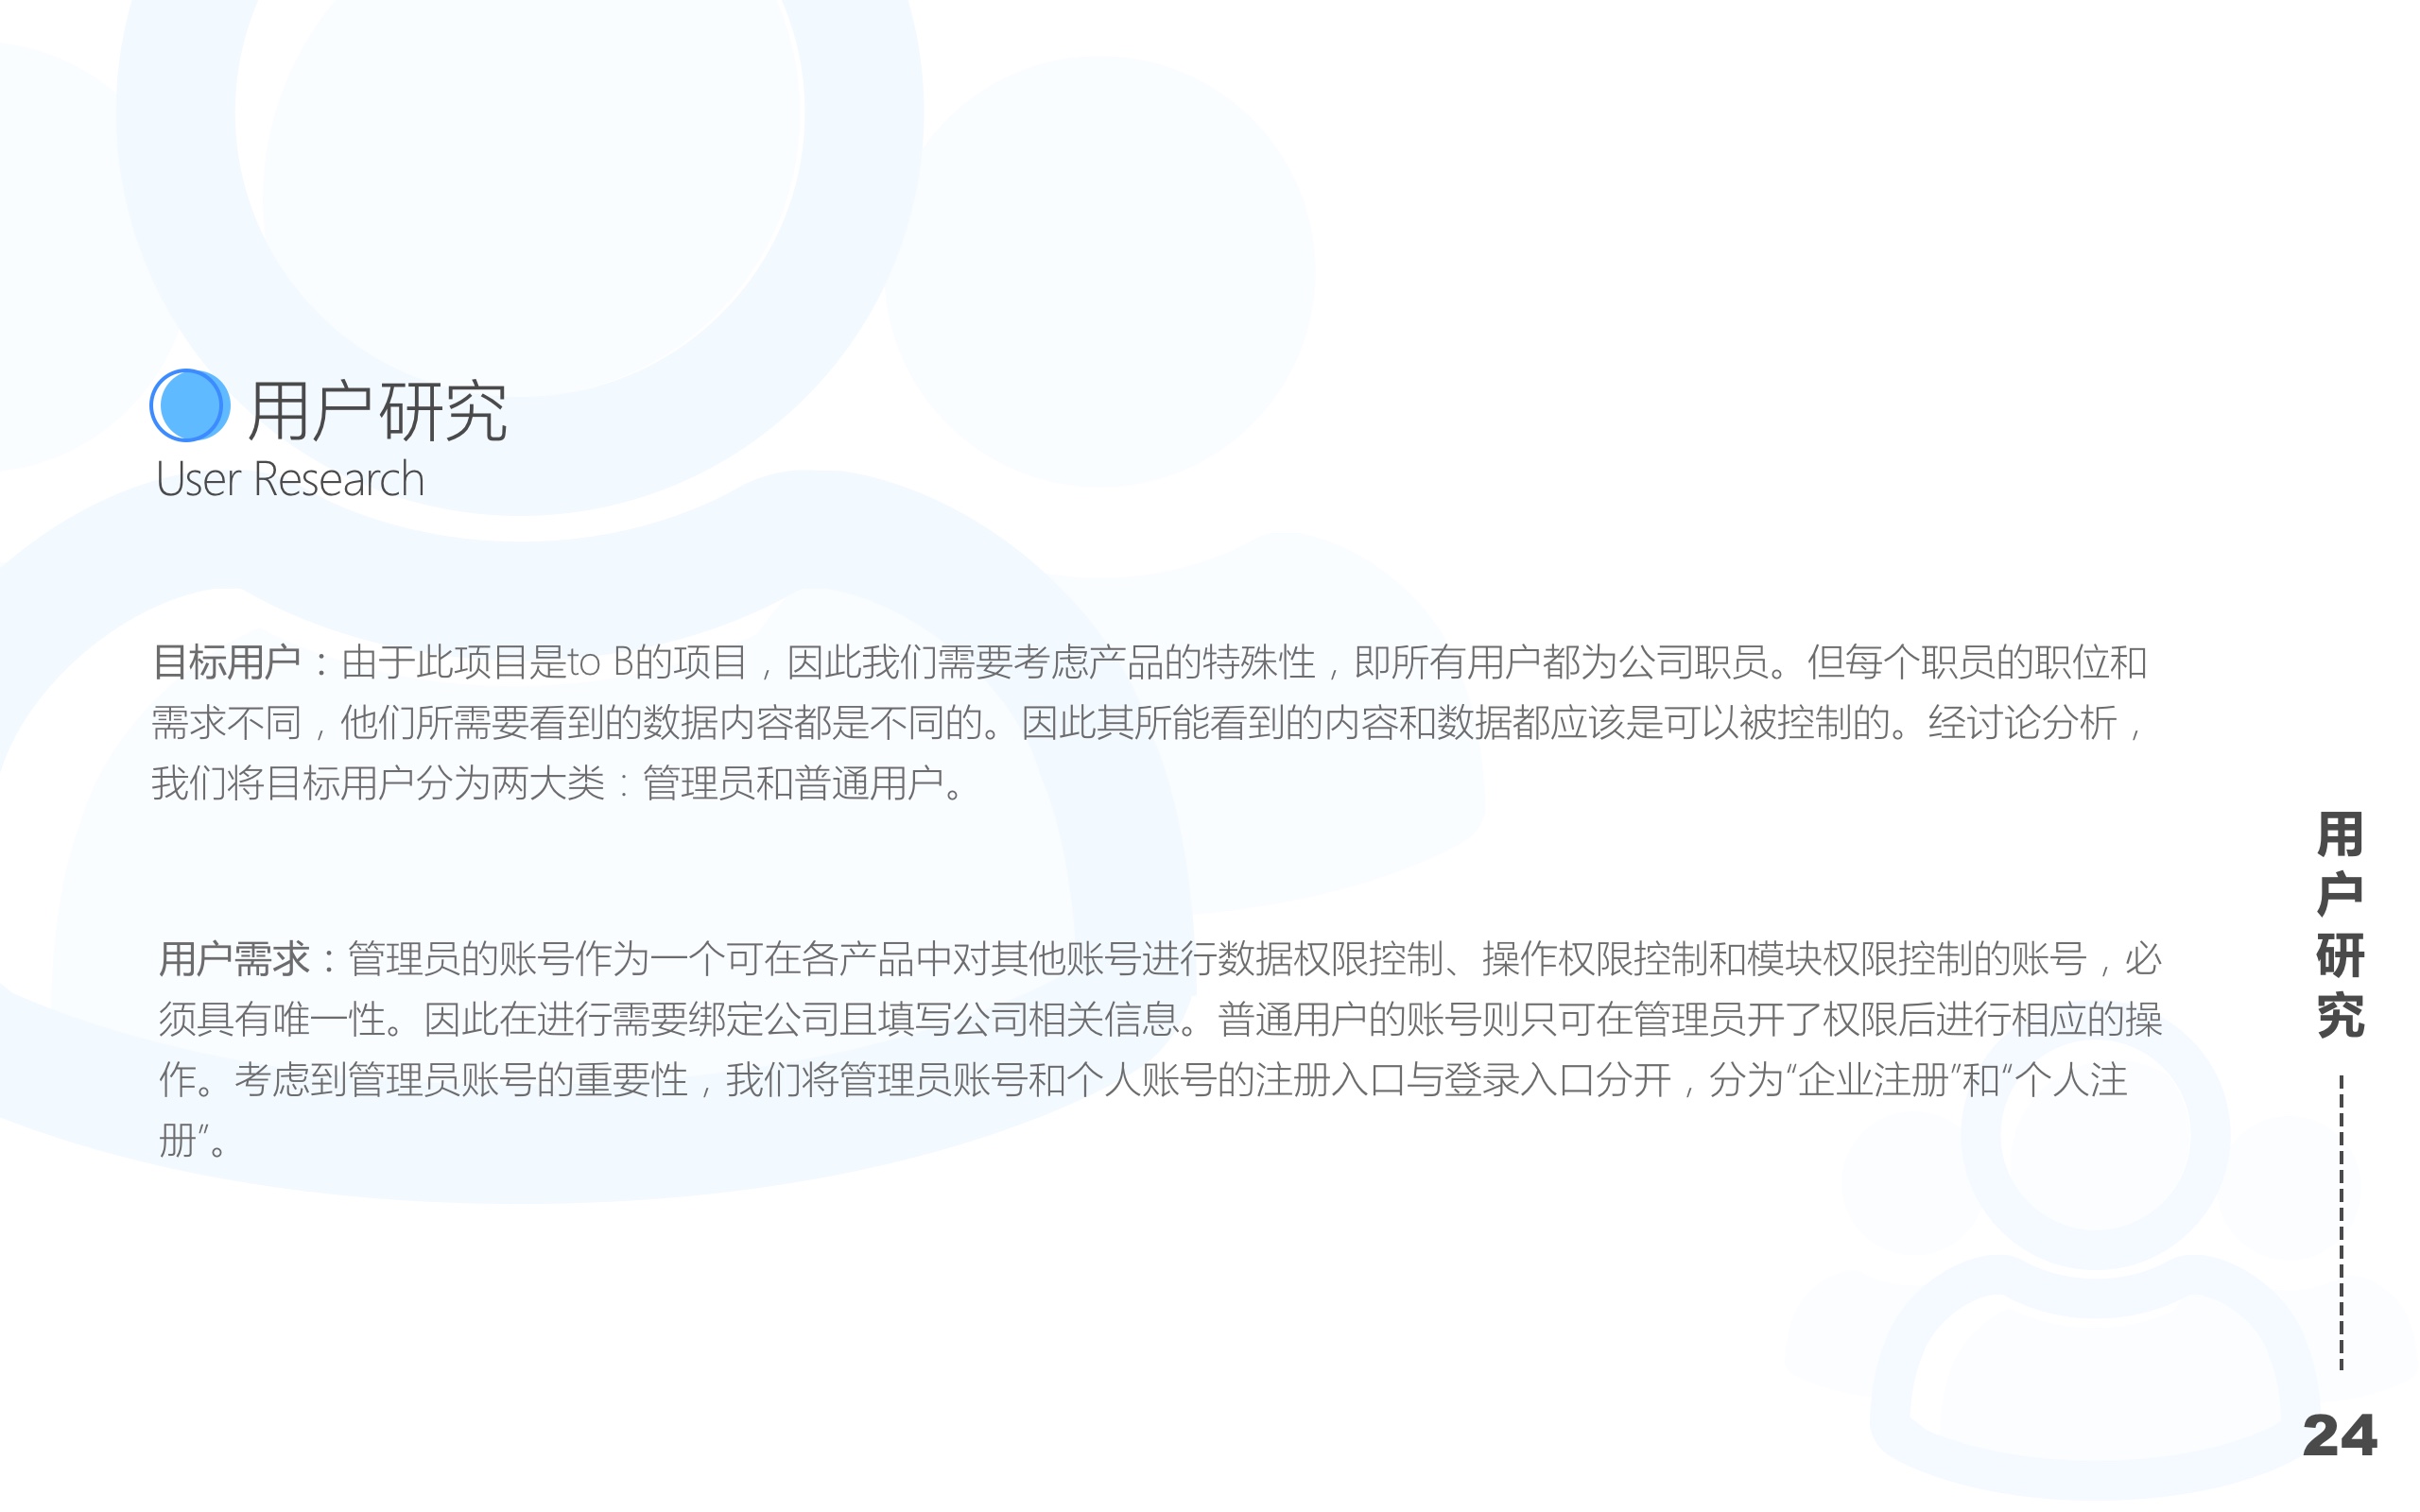 用户研究
User Research
目标用户：由于此项目是to B的项目，因此我们需要考虑产品的特殊性，即所有用户都为公司职员。但每个职员的职位和
需求不同，他们所需要看到的数据内容都是不同的。因此其所能看到的内容和数据都应该是可以被控制的。经讨论分析，
我们将目标用户分为两大类：管理员和普通用户。
用户需求：管理员的账号作为一个可在各产品中对其他账号进行数据权限控制、操作权限控制和模块权限控制的账号，必
须具有唯一性。因此在进行需要绑定公司且填写公司相关信息。普通用户的账号则只可在管理员开了权限后进行相应的操
作。考虑到管理员账号的重要性，我们将管理员账号和个人账号的注册入口与登录入口分开，分为“企业注册”和“个人注
册”。
用户研究
24